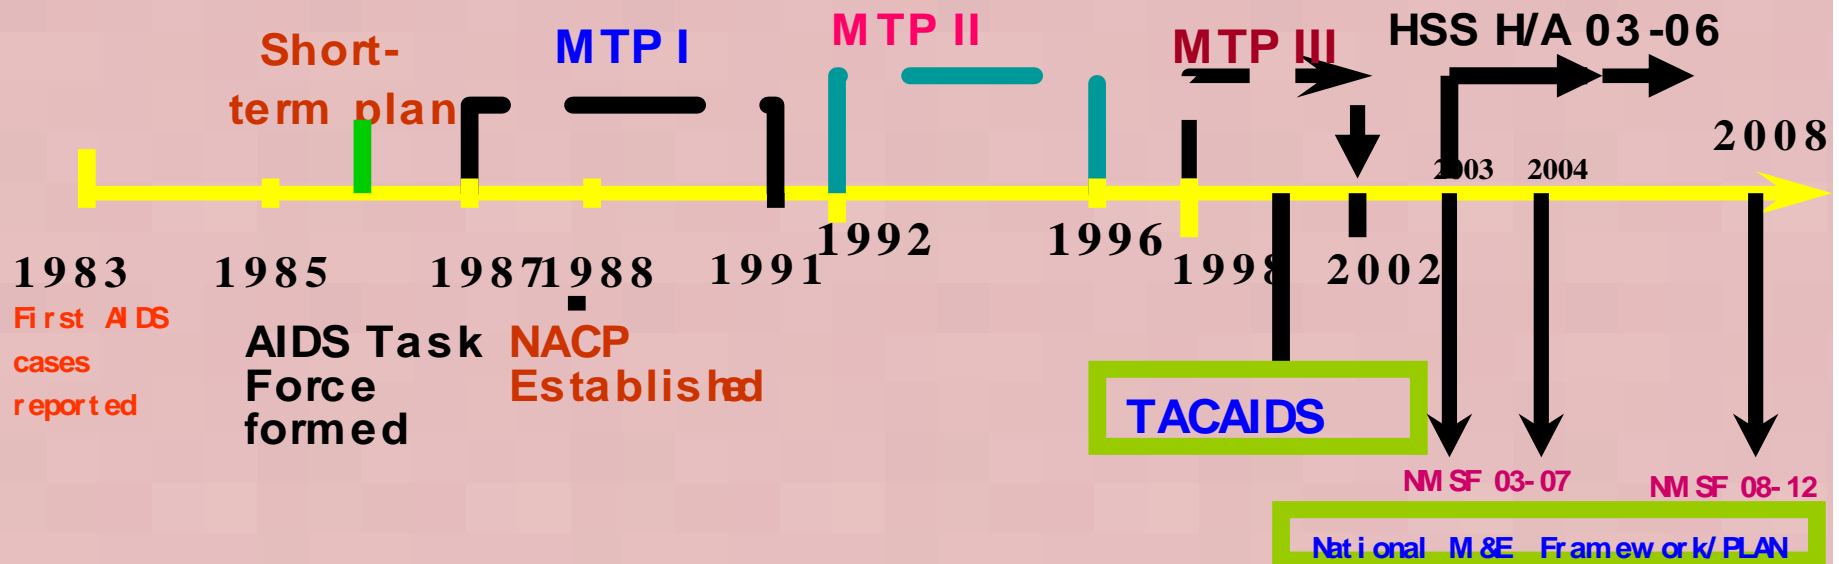 Short-
term plan
MTP I
MTP II
MTP III
HSS H/A 03-06
2008
2003
2004
1983
1985
1987
1988
1991
1992
1996
1998
2002
First AIDS
cases
reported
AIDS Task
Force
formed
NACP
Established
TACAIDS
NMSF 03-07
NMSF 08-12
National M&E Framework/PLAN